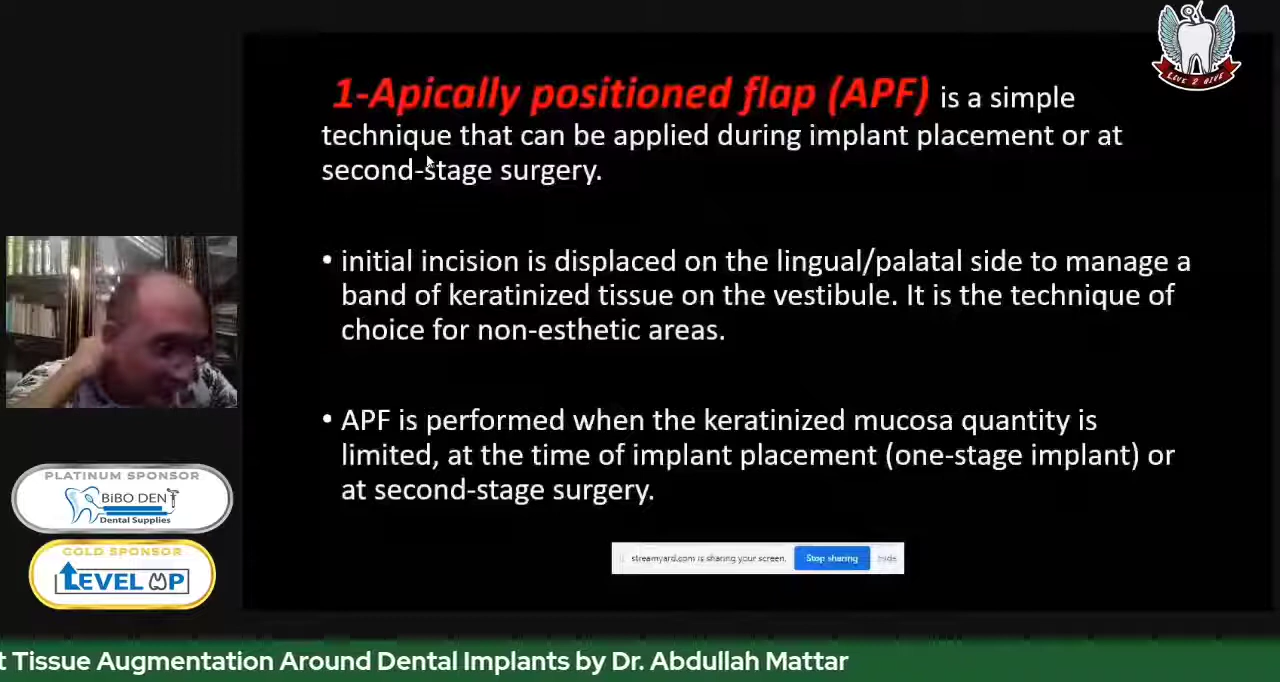 LIVE 2 GIVE
1-Apically positioned flap (APF) is a simple
technique that can be applied during implant placement or at
second-stage surgery.
• initial incision is displaced on the lingual/palatal side to manage a
band of keratinized tissue on the vestibule. It is the technique of
choice for non-esthetic areas.
• APF is performed when the keratinized mucosa quantity is
limited, at the time of implant placement (one-stage implant) or
at second-stage surgery.
streamyard.com is sharing your screen. Stop sharing Hide
PLATINUM SPONSOR
BiBO DENT
Dental Supplies
GOLD SPONSOR
LEVEL UP
t Tissue Augmentation Around Dental Implants by Dr. Abdullah Mattar